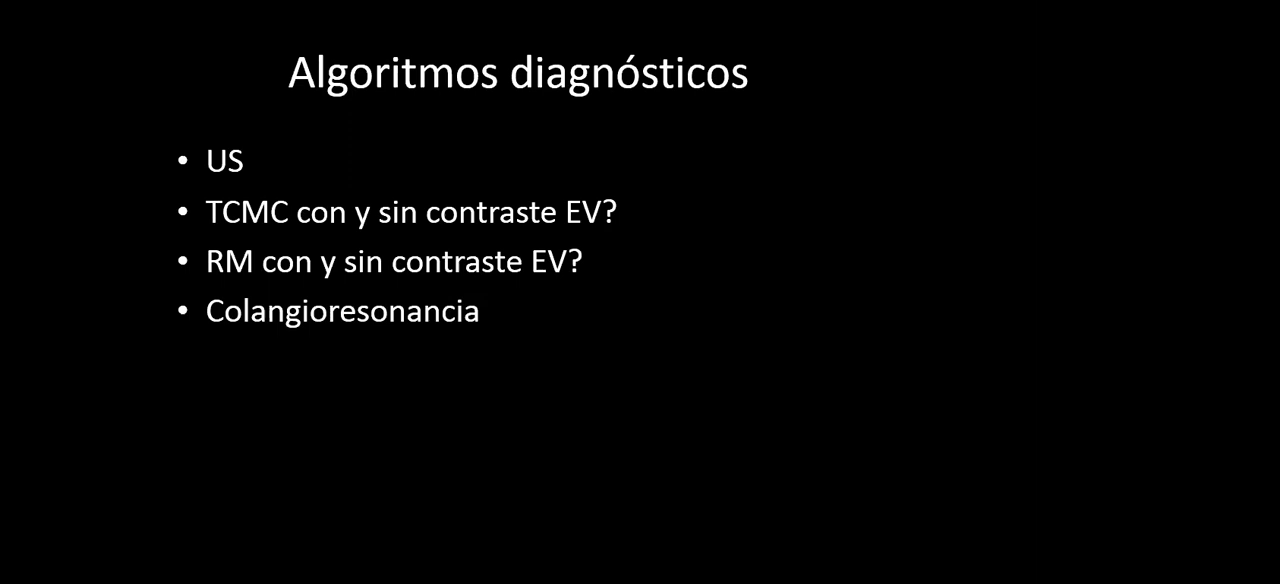 Algoritmos diagnósticos
• US
• TCMC con y sin contraste EV?
• RM con y sin contraste EV?
• Colangioresonancia